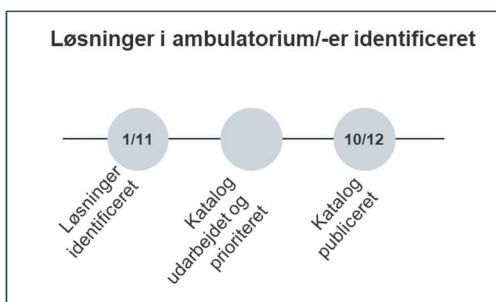 Løsninger i ambulatorium/-er identificeret
1/11
10/12
Løsninger
identificeret
Katalog
udarbejdet og
prioriteret
Katalog
publiceret